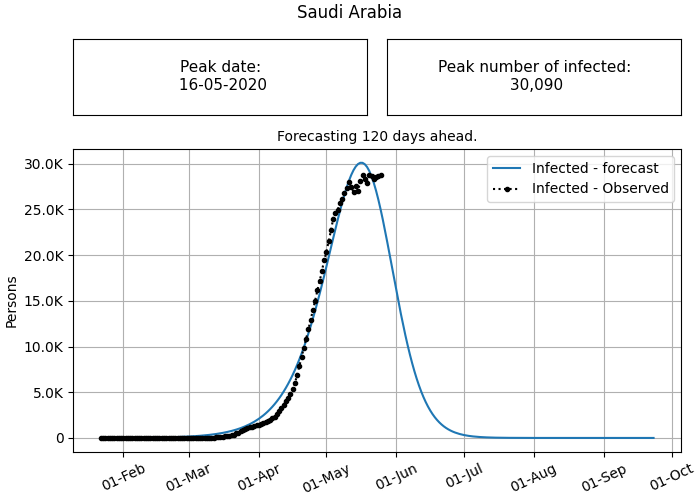 Saudi Arabia
Peak date:
16-05-2020
Peak number of infected:
30,090
Forecasting 120 days ahead.
Infected - forecast
Infected - Observed
Persons
30.0K
25.0K
20.0K
15.0K
10.0K
5.0K
0
01-Feb
01-Mar
01-Apr
01-May
01-Jun
01-Jul
01-Aug
01-Sep
01-Oct